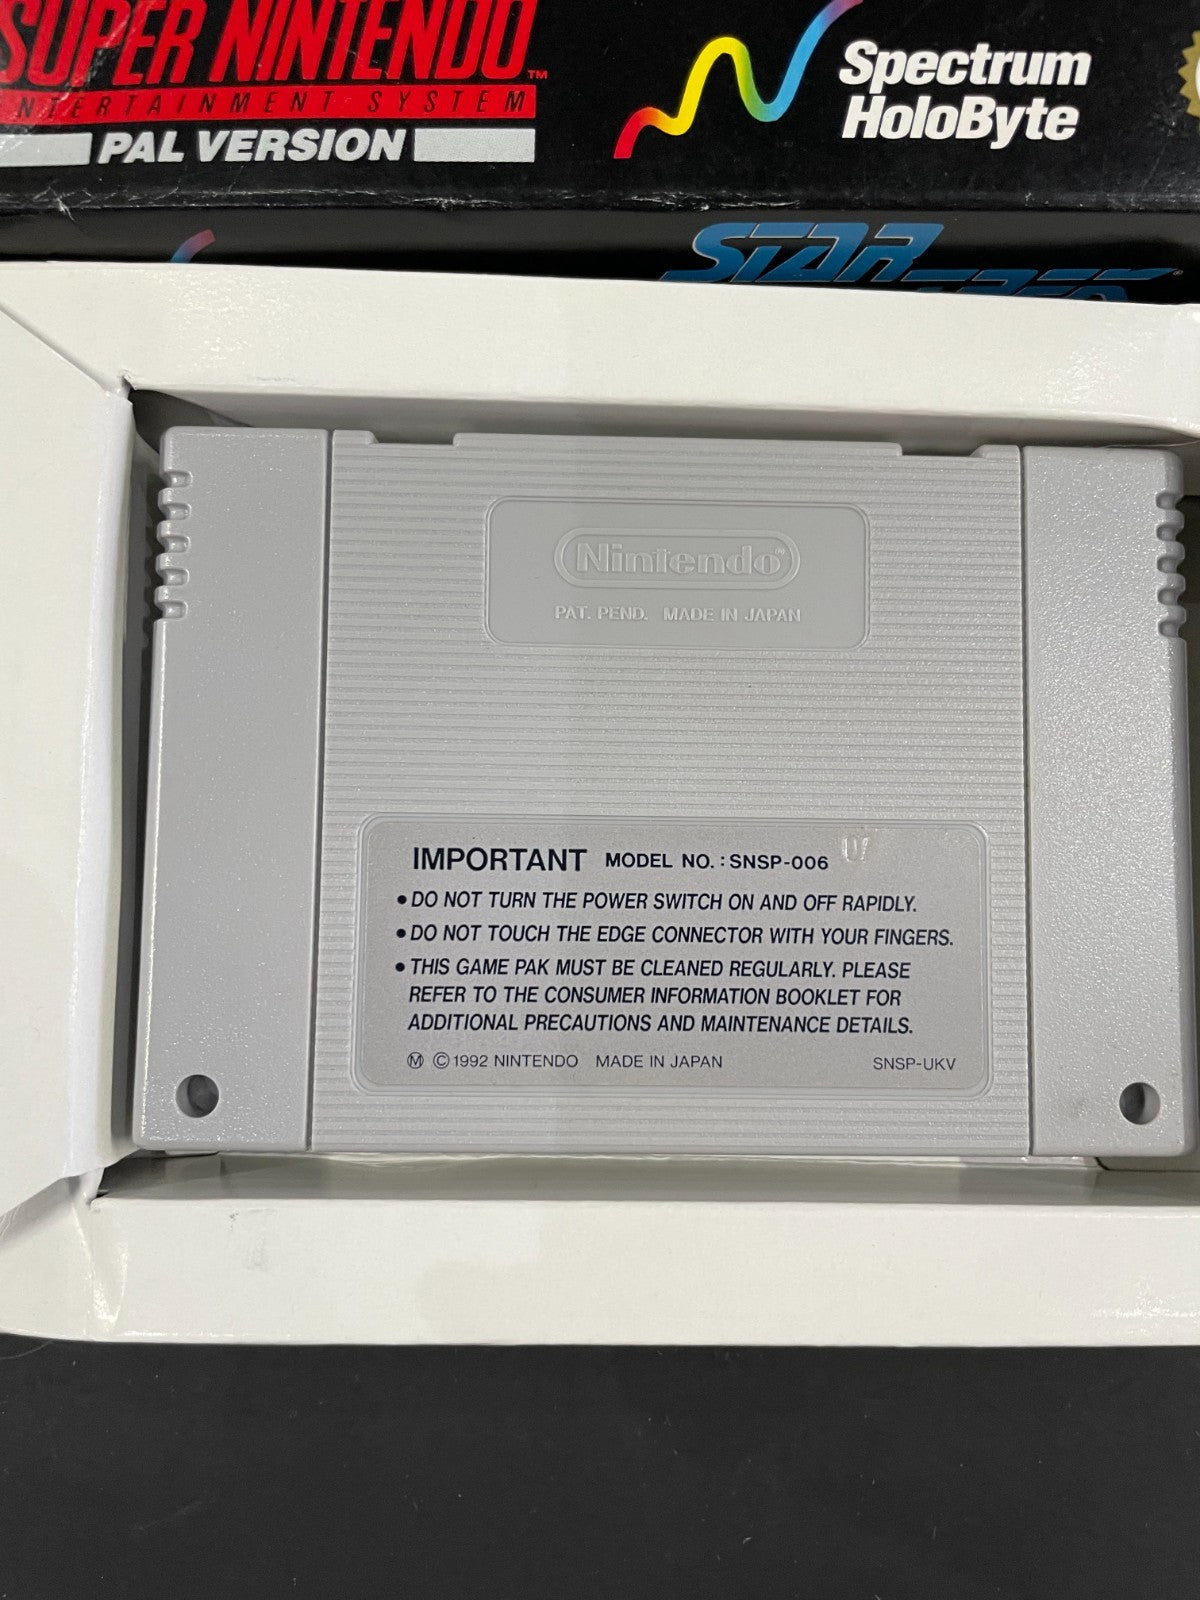 SUPER NINTENDO™
ENTERTAINMENT SYSTEM
PAL VERSION
Spectrum
HoloByte
STAR
TREK
Nintendo®
PAT. PEND. MADE IN JAPAN
IMPORTANT MODEL NO. : SNSP-006 07
• DO NOT TURN THE POWER SWITCH ON AND OFF RAPIDLY.
• DO NOT TOUCH THE EDGE CONNECTOR WITH YOUR FINGERS.
• THIS GAME PAK MUST BE CLEANED REGULARLY. PLEASE
REFER TO THE CONSUMER INFORMATION BOOKLET FOR
ADDITIONAL PRECAUTIONS AND MAINTENANCE DETAILS.
Ⓜ © 1992 NINTENDO MADE IN JAPAN SNSP-UKV